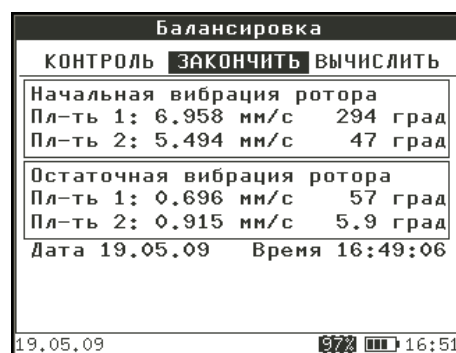 Балансировка
КОНТРОЛЬ ЗАКОНЧИТЬ ВЫЧИСЛИТЬ
Начальная вибрация ротора
Пл-ть 1: 6.958 мм/с 294 град
Пл-ть 2: 5.494 мм/с 47 град
Остаточная вибрация ротора
Пл-ть 1: 0.696 мм/с 57 град
Пл-ть 2: 0.915 мм/с 5.9 град
Дата 19.05.09 Время 16:49:06
19.05.09 97% 16:51